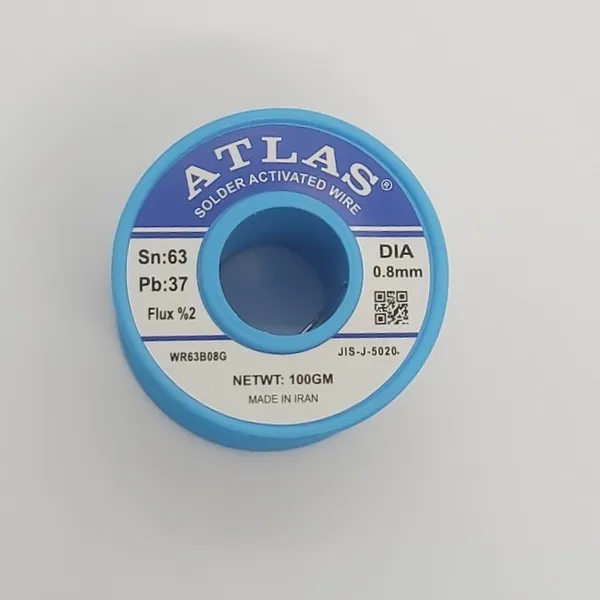 ATLAS®
SOLDER ACTIVATED WIRE
Sn:63
Pb:37
Flux %2
DIA
0.8mm
WR63B08G
JIS-J-5020-
NETWT: 100GM
MADE IN IRAN